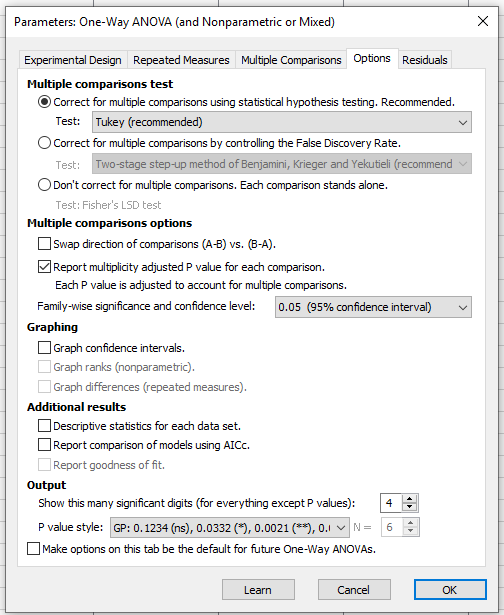 Parameters: One-Way ANOVA (and Nonparametric or Mixed)
Experimental Design Repeated Measures Multiple Comparisons Options Residuals
Multiple comparisons test
Correct for multiple comparisons using statistical hypothesis testing. Recommended.
Test: Tukey (recommended)
Correct for multiple comparisons by controlling the False Discovery Rate.
Test: Two-stage step-up method of Benjamini, Krieger and Yekutieli (recommend
Don't correct for multiple comparisons. Each comparison stands alone.
Test: Fisher's LSD test
Multiple comparisons options
Swap direction of comparisons (A-B) vs. (B-A).
Report multiplicity adjusted P value for each comparison.
Each P value is adjusted to account for multiple comparisons.
Family-wise significance and confidence level: 0.05 (95% confidence interval)
Graphing
Graph confidence intervals.
Graph ranks (nonparametric).
Graph differences (repeated measures).
Additional results
Descriptive statistics for each data set.
Report comparison of models using AICc.
Report goodness of fit.
Output
Show this many significant digits (for everything except P values): 4
P value style: GP: 0.1234 (ns), 0.0332 (*), 0.0021 (**), 0.0 N = 6
Make options on this tab be the default for future One-Way ANOVAs.
Learn Cancel OK